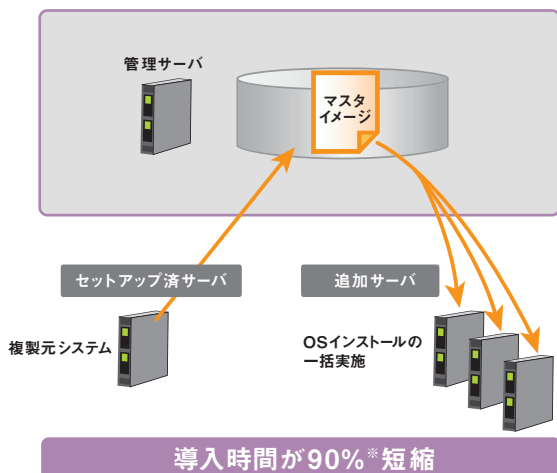 管理サーバ
マスタ
イメージ
セットアップ済サーバ
追加サーバ
複製元システム
OSインストールの
一括実施
導入時間が90%※短縮